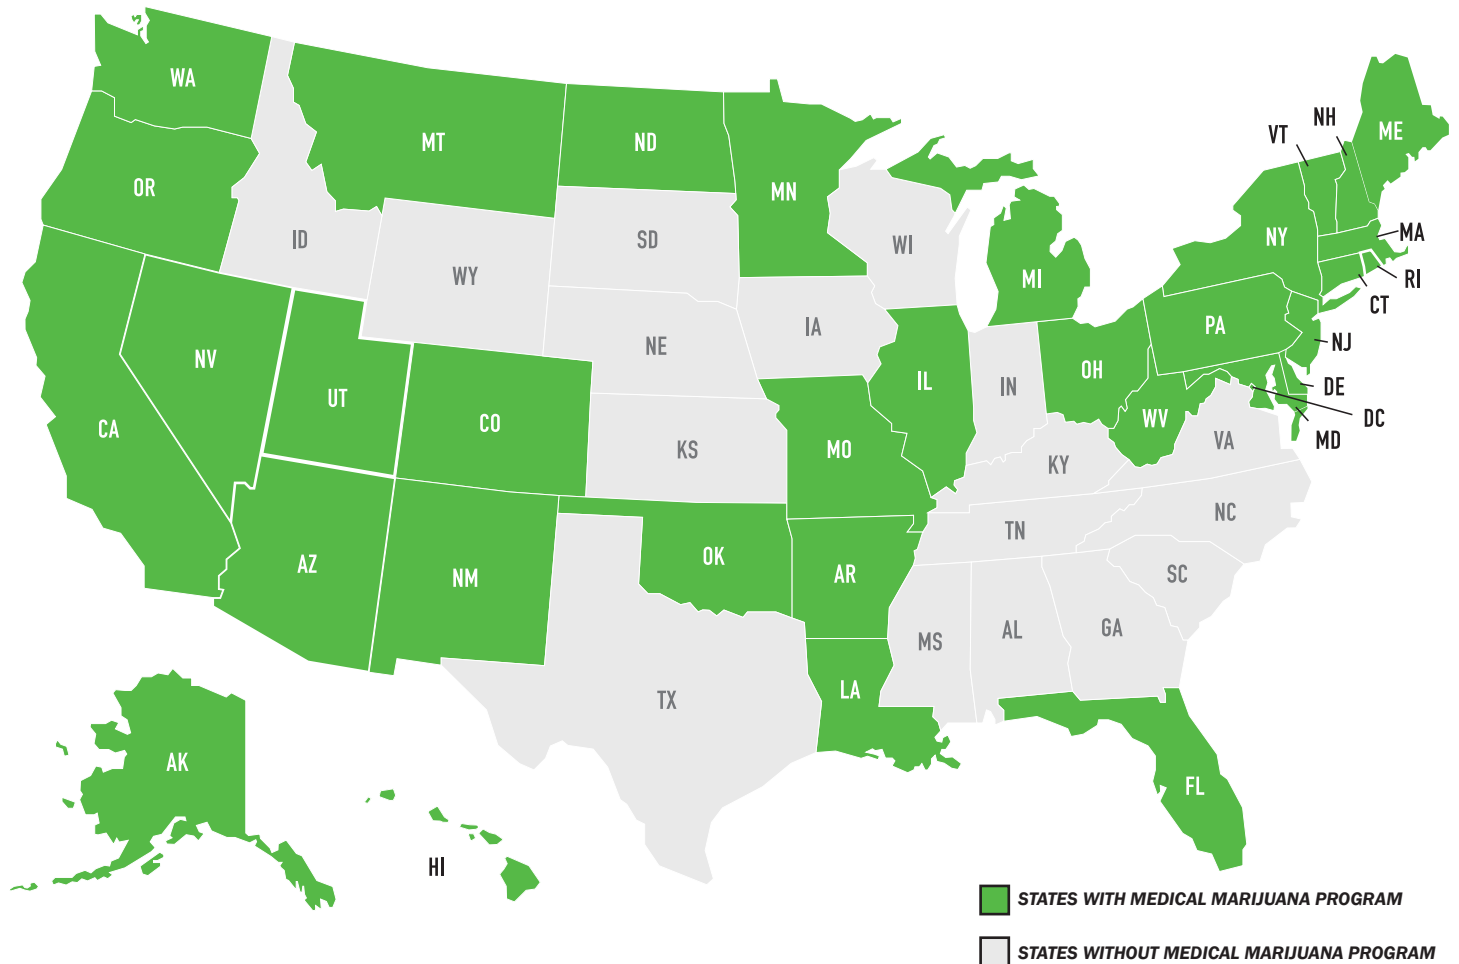 WA
MT
ND
MN
VT
NH
ME
OR
ID
SD
WI
NY
MA
WY
MI
RI
CT
NV
NE
IA
PA
NJ
UT
CO
IL
IN
OH
DE
CA
KS
MO
KY
WV
VA
DC
MD
AZ
NM
OK
AR
TN
NC
SC
TX
LA
MS
AL
GA
AK
HI
FL
STATES WITH MEDICAL MARIJUANA PROGRAM
STATES WITHOUT MEDICAL MARIJUANA PROGRAM